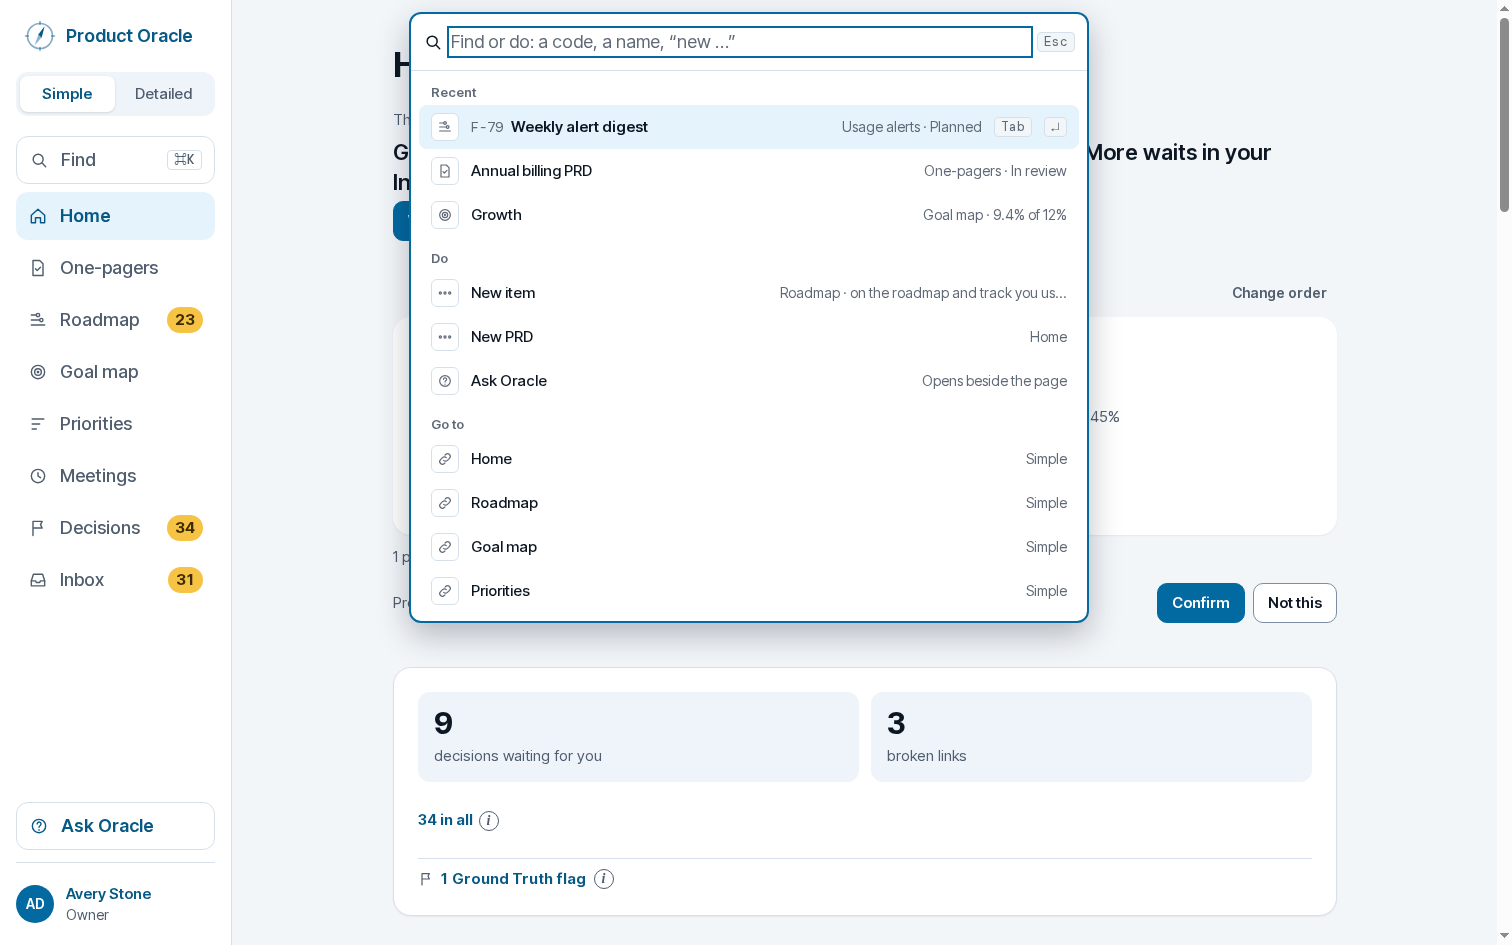 Product Oracle
Simple
Detailed
Find
⌘K
Home
One-pagers
Roadmap
23
Goal map
Priorities
Meetings
Decisions
34
Inbox
31
Ask Oracle
AD
Avery Stone
Owner
Find or do: a code, a name, “new …”
Esc
Recent
F-79 Weekly alert digest
Usage alerts · Planned
Tab
↵
Annual billing PRD
One-pagers · In review
Growth
Goal map · 9.4% of 12%
Do
New item
Roadmap · on the roadmap and track you us…
New PRD
Home
Ask Oracle
Opens beside the page
Go to
Home
Simple
Roadmap
Simple
Goal map
Simple
Priorities
Simple
More waits in your
Change order
45%
Confirm
Not this
9
decisions waiting for you
3
broken links
34 in all
i
1 Ground Truth flag
i